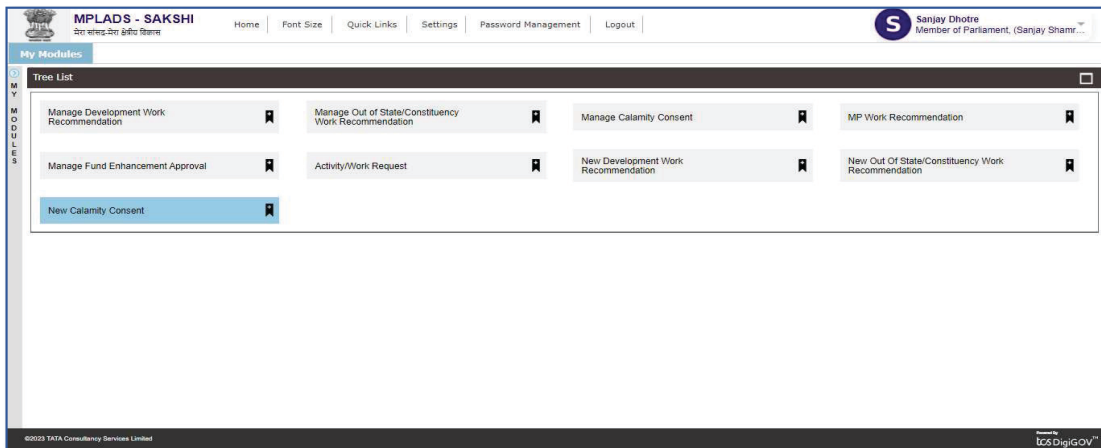 MPLADS - SAKSHI
मेरा सांसद-मेरा क्षेत्रीय विकास
Home
Font Size
Quick Links
Settings
Password Management
Logout
S
Sanjay Dhotre
Member of Parliament, (Sanjay Shamr...
My Modules
MY MODULES
Tree List
Manage Development Work
Recommendation
Manage Out of State/Constituency
Work Recommendation
Manage Calamity Consent
MP Work Recommendation
Manage Fund Enhancement Approval
Activity/Work Request
New Development Work
Recommendation
New Out Of State/Constituency Work
Recommendation
New Calamity Consent
©2023 TATA Consultancy Services Limited
Powered By
tcs DigiGOV™